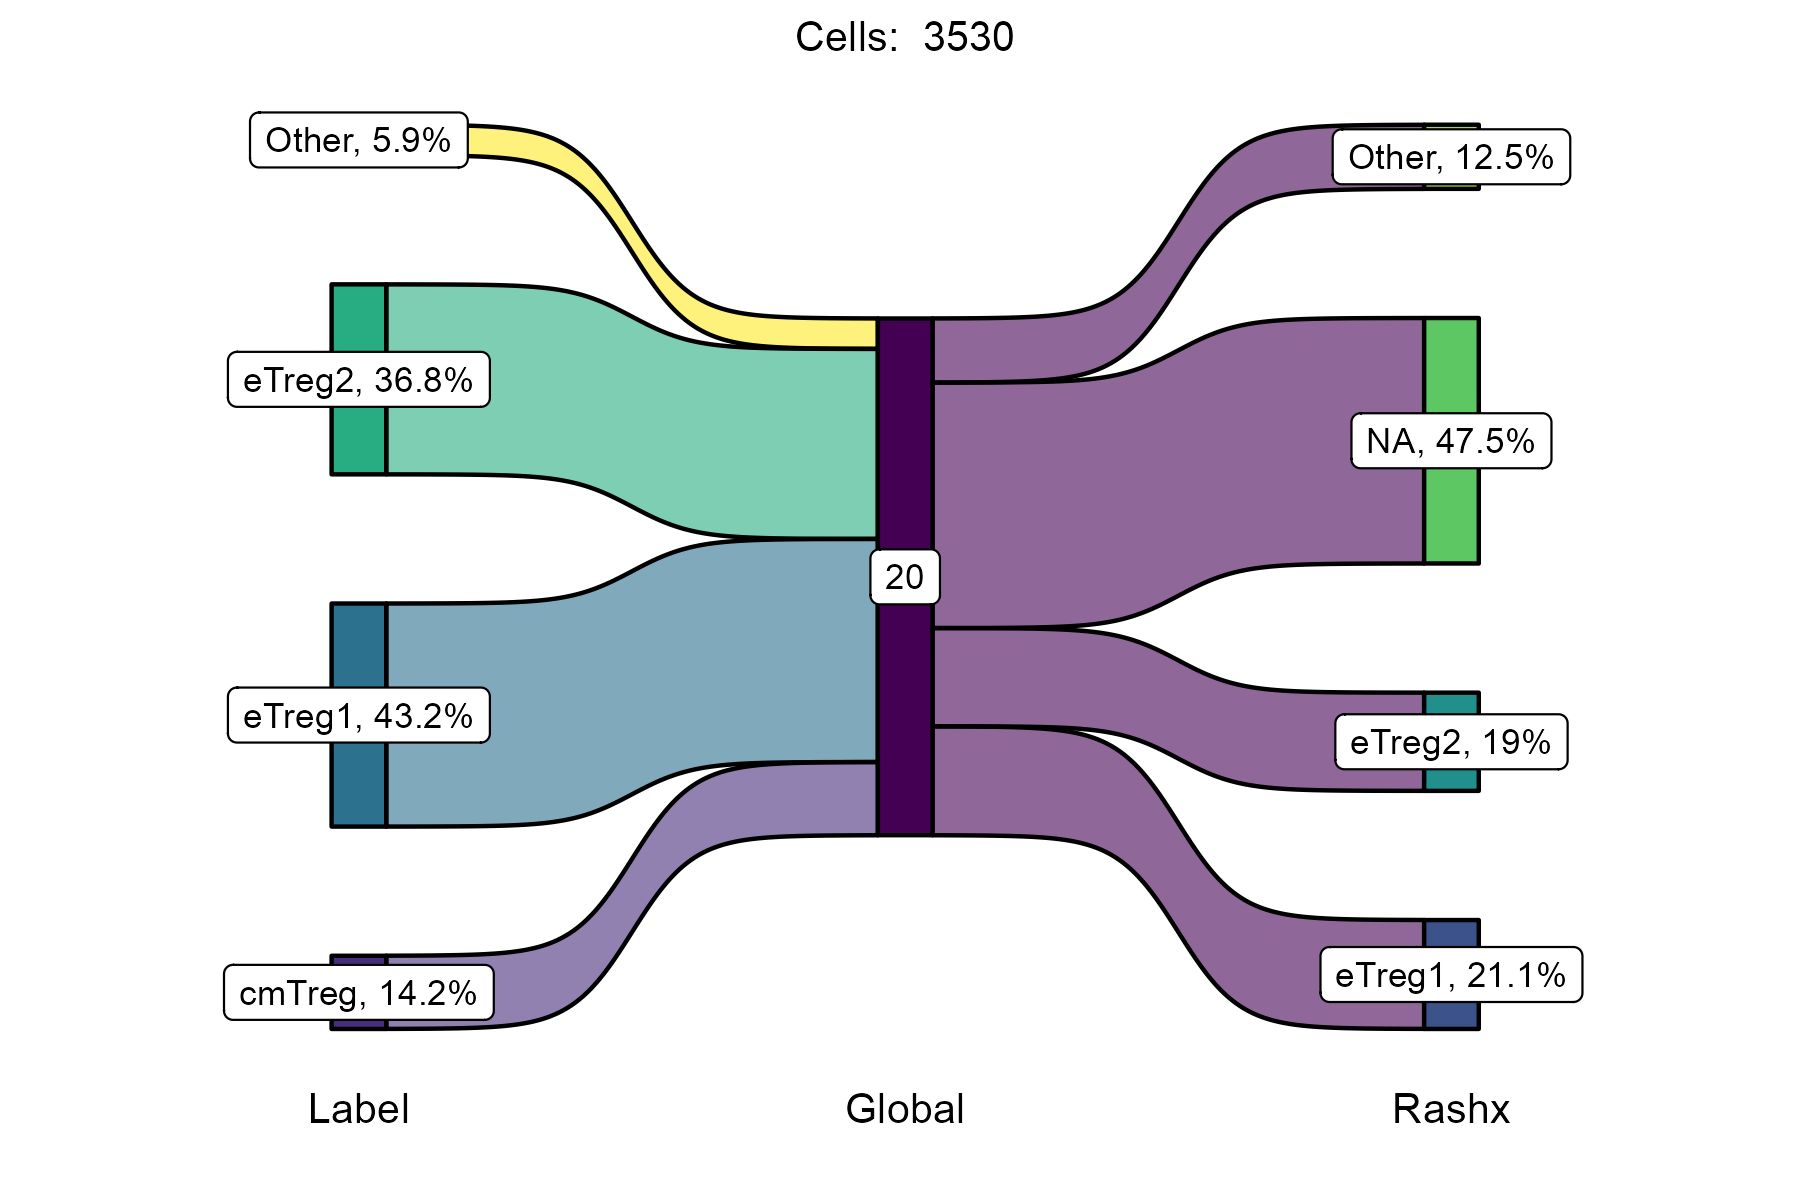 Cells:  3530
Other, 5.9%
Other, 12.5%
eTreg2, 36.8%
NA, 47.5%
20
eTreg1, 43.2%
eTreg2, 19%
cmTreg, 14.2%
eTreg1, 21.1%
Label
Global
Rashx